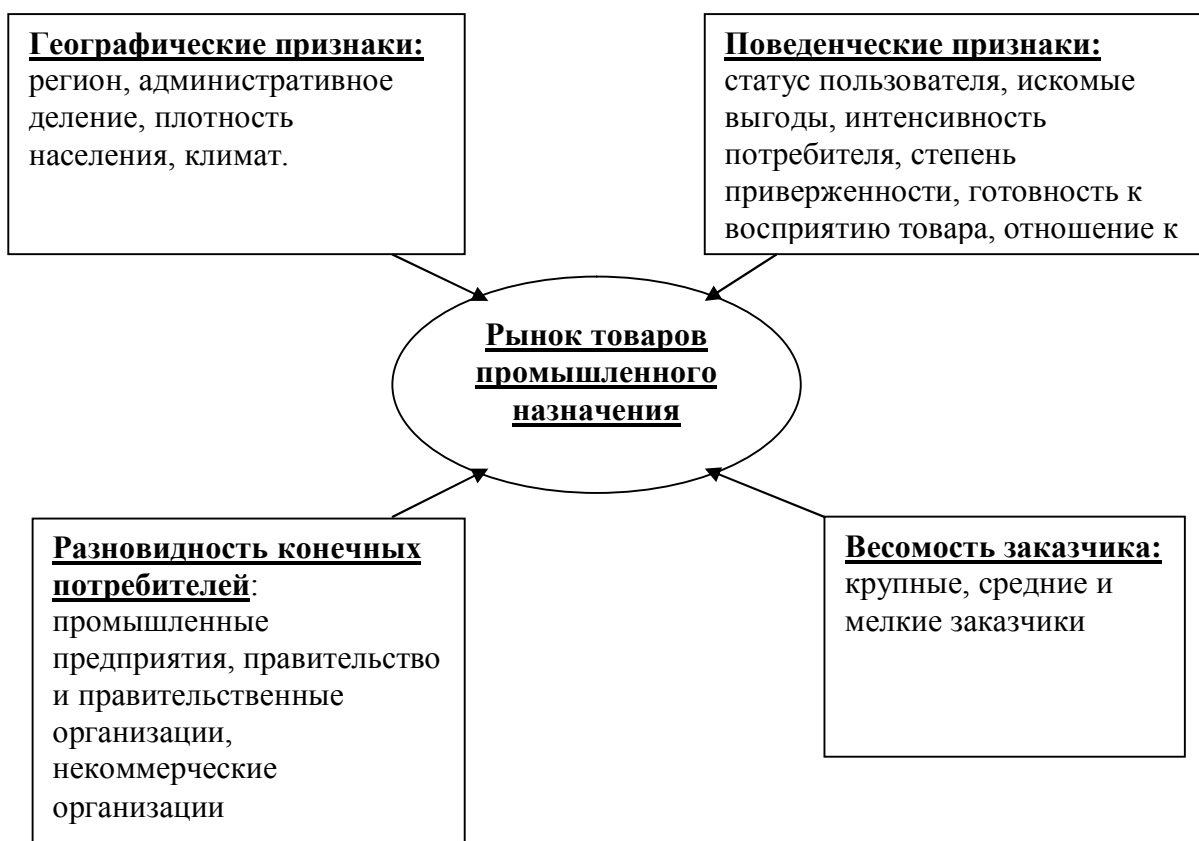 Географические признаки:
регион, административное
деление, плотность
населения, климат.
Поведенческие признаки:
статус пользователя, искомые
выгоды, интенсивность
потребителя, степень
приверженности, готовность к
восприятию товара, отношение к
Рынок товаров
промышленного
назначения
Разновидность конечных
потребителей:
промышленные
предприятия, правительство
и правительственные
организации,
некоммерческие
организации
Весомость заказчика:
крупные, средние и
мелкие заказчики